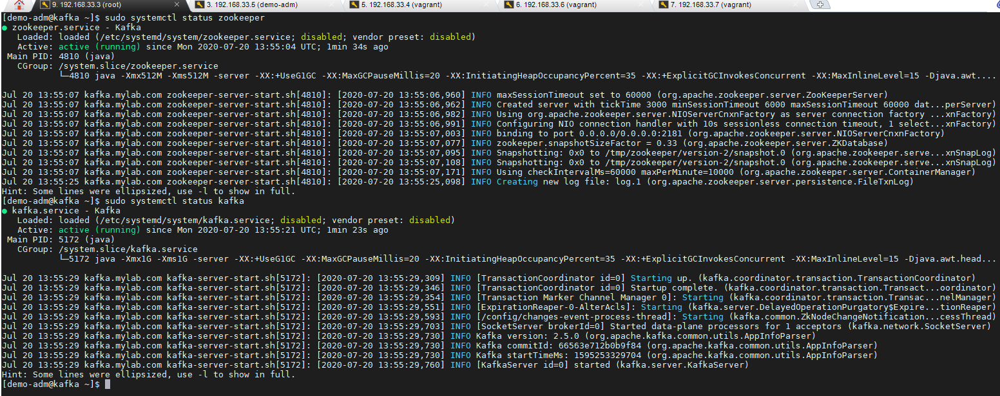 9. 192.168.33.3 (root)
3. 192.168.33.5 (demo-adm)
5. 192.168.33.4 (vagrant)
6. 192.168.33.6 (vagrant)
7. 192.168.33.7 (vagrant)
[demo-adm@kafka ~]$ sudo systemctl status zookeeper
● zookeeper.service - Kafka
Loaded: loaded (/etc/systemd/system/zookeeper.service; disabled; vendor preset: disabled)
Active: active (running) since Mon 2020-07-20 13:55:04 UTC; 1min 34s ago
Main PID: 4810 (java)
CGroup: /system.slice/zookeeper.service
└─4810 java -Xmx512M -Xms512M -server -XX:+UseG1GC -XX:MaxGCPauseMillis=20 -XX:InitiatingHeapOccupancyPercent=35 -XX:+ExplicitGCInvokesConcurrent -XX:MaxInlineLevel=15 -Djava.awt....
Jul 20 13:55:07 kafka.mylab.com zookeeper-server-start.sh[4810]: [2020-07-20 13:55:06,960] INFO maxSessionTimeout set to 60000 (org.apache.zookeeper.server.ZooKeeperServer)
Jul 20 13:55:07 kafka.mylab.com zookeeper-server-start.sh[4810]: [2020-07-20 13:55:06,962] INFO Created server with tickTime 3000 minSessionTimeout 6000 maxSessionTimeout 60000 dat...perServer)
Jul 20 13:55:07 kafka.mylab.com zookeeper-server-start.sh[4810]: [2020-07-20 13:55:06,982] INFO Using org.apache.zookeeper.server.NIOServerCnxnFactory as server connection factory ...xnFactory)
Jul 20 13:55:07 kafka.mylab.com zookeeper-server-start.sh[4810]: [2020-07-20 13:55:06,991] INFO Configuring NIO connection handler with 10s sessionless connection timeout, 1 select...xnFactory)
Jul 20 13:55:07 kafka.mylab.com zookeeper-server-start.sh[4810]: [2020-07-20 13:55:07,003] INFO binding to port 0.0.0.0/0.0.0.0:2181 (org.apache.zookeeper.server.NIOServerCnxnFactory)
Jul 20 13:55:07 kafka.mylab.com zookeeper-server-start.sh[4810]: [2020-07-20 13:55:07,077] INFO zookeeper.snapshotSizeFactor = 0.33 (org.apache.zookeeper.server.ZKDatabase)
Jul 20 13:55:07 kafka.mylab.com zookeeper-server-start.sh[4810]: [2020-07-20 13:55:07,095] INFO Snapshotting: 0x0 to /tmp/zookeeper/version-2/snapshot.0 (org.apache.zookeeper.serve...xnSnapLog)
Jul 20 13:55:07 kafka.mylab.com zookeeper-server-start.sh[4810]: [2020-07-20 13:55:07,108] INFO Snapshotting: 0x0 to /tmp/zookeeper/version-2/snapshot.0 (org.apache.zookeeper.serve...xnSnapLog)
Jul 20 13:55:07 kafka.mylab.com zookeeper-server-start.sh[4810]: [2020-07-20 13:55:07,171] INFO Using checkIntervalMs=60000 maxPerMinute=10000 (org.apache.zookeeper.server.ContainerManager)
Jul 20 13:55:25 kafka.mylab.com zookeeper-server-start.sh[4810]: [2020-07-20 13:55:25,098] INFO Creating new log file: log.1 (org.apache.zookeeper.server.persistence.FileTxnLog)
Hint: Some lines were ellipsized, use -l to show in full.
[demo-adm@kafka ~]$ sudo systemctl status kafka
● kafka.service - Kafka
Loaded: loaded (/etc/systemd/system/kafka.service; disabled; vendor preset: disabled)
Active: active (running) since Mon 2020-07-20 13:55:21 UTC; 1min 23s ago
Main PID: 5172 (java)
CGroup: /system.slice/kafka.service
└─5172 java -Xmx1G -Xms1G -server -XX:+UseG1GC -XX:MaxGCPauseMillis=20 -XX:InitiatingHeapOccupancyPercent=35 -XX:+ExplicitGCInvokesConcurrent -XX:MaxInlineLevel=15 -Djava.awt.head...
Jul 20 13:55:29 kafka.mylab.com kafka-server-start.sh[5172]: [2020-07-20 13:55:29,309] INFO [TransactionCoordinator id=0] Starting up. (kafka.coordinator.transaction.TransactionCoordinator)
Jul 20 13:55:29 kafka.mylab.com kafka-server-start.sh[5172]: [2020-07-20 13:55:29,346] INFO [TransactionCoordinator id=0] Startup complete. (kafka.coordinator.transaction.Transact...oordinator)
Jul 20 13:55:29 kafka.mylab.com kafka-server-start.sh[5172]: [2020-07-20 13:55:29,354] INFO [Transaction Marker Channel Manager 0]: Starting (kafka.coordinator.transaction.Transac...nelManager)
Jul 20 13:55:29 kafka.mylab.com kafka-server-start.sh[5172]: [2020-07-20 13:55:29,551] INFO [ExpirationReaper-0-AlterAcls]: Starting (kafka.server.DelayedOperationPurgatory$Expire...tionReaper)
Jul 20 13:55:29 kafka.mylab.com kafka-server-start.sh[5172]: [2020-07-20 13:55:29,593] INFO [/config/changes-event-process-thread]: Starting (kafka.common.ZkNodeChangeNotification...cessThread)
Jul 20 13:55:29 kafka.mylab.com kafka-server-start.sh[5172]: [2020-07-20 13:55:29,703] INFO [SocketServer brokerId=0] Started data-plane processors for 1 acceptors (kafka.network.SocketServer)
Jul 20 13:55:29 kafka.mylab.com kafka-server-start.sh[5172]: [2020-07-20 13:55:29,730] INFO Kafka version: 2.5.0 (org.apache.kafka.common.utils.AppInfoParser)
Jul 20 13:55:29 kafka.mylab.com kafka-server-start.sh[5172]: [2020-07-20 13:55:29,730] INFO Kafka commitId: 66563e712b0b9f84 (org.apache.kafka.common.utils.AppInfoParser)
Jul 20 13:55:29 kafka.mylab.com kafka-server-start.sh[5172]: [2020-07-20 13:55:29,730] INFO Kafka startTimeMs: 1595253329704 (org.apache.kafka.common.utils.AppInfoParser)
Jul 20 13:55:29 kafka.mylab.com kafka-server-start.sh[5172]: [2020-07-20 13:55:29,760] INFO [KafkaServer id=0] started (kafka.server.KafkaServer)
Hint: Some lines were ellipsized, use -l to show in full.
[demo-adm@kafka ~]$